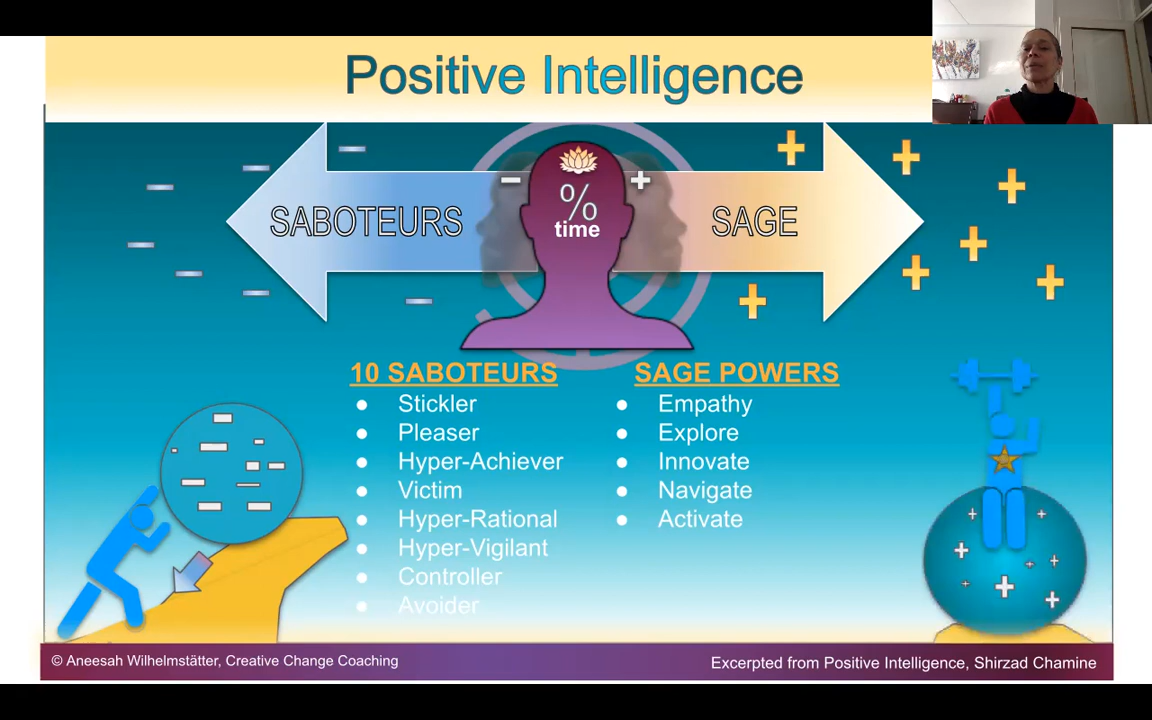 Positive Intelligence
SABOTEURS
%
time
SAGE
10 SABOTEURS
● Stickler
● Pleaser
● Hyper-Achiever
● Victim
● Hyper-Rational
● Hyper-Vigilant
● Controller
● Avoider
SAGE POWERS
● Empathy
● Explore
● Innovate
● Navigate
● Activate
© Aneesah Wilhelmstätter, Creative Change Coaching
Excerpted from Positive Intelligence, Shirzad Chamine